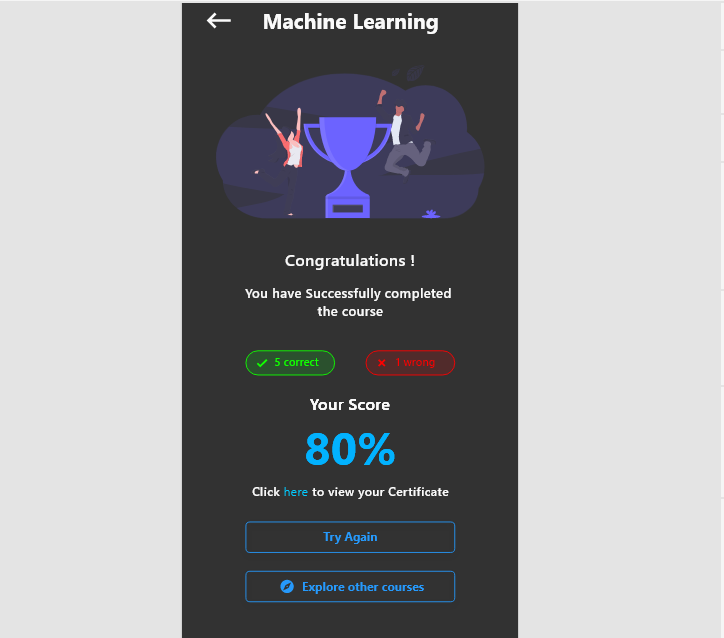 Machine Learning
Congratulations !
You have Successfully completed
the course
5 correct
1 wrong
Your Score
80%
Click here to view your Certificate
Try Again
Explore other courses